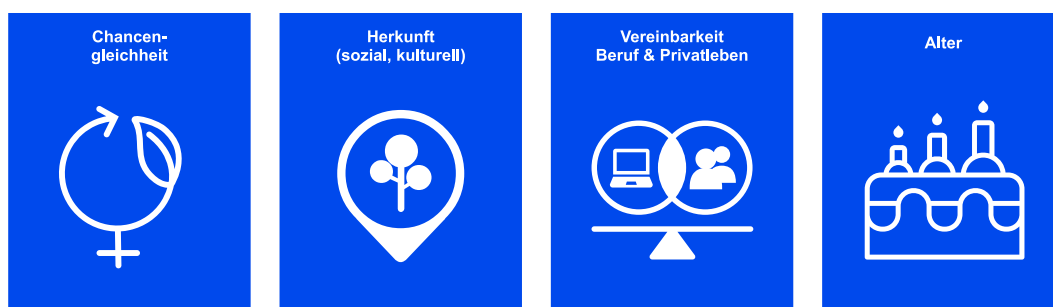 Chancen-
gleichheit
Herkunft
(sozial, kulturell)
Vereinbarkeit
Beruf & Privatleben
Alter